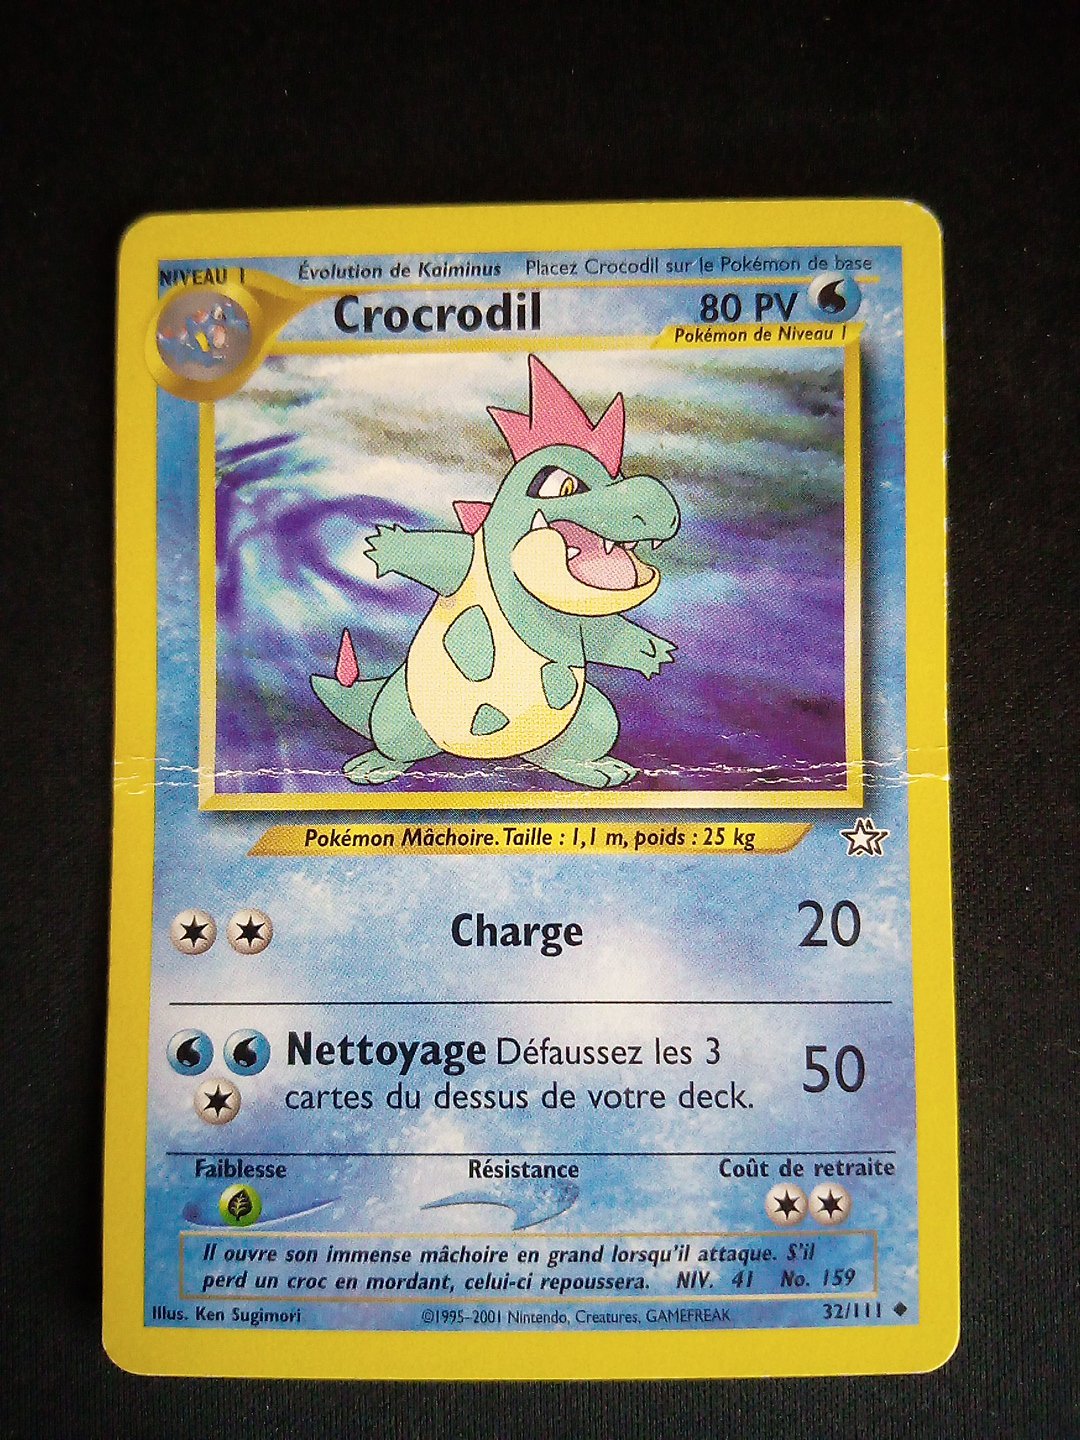 NIVEAU 1
Évolution de Kaiminus Placez Crocodil sur le Pokémon de base
Crocrodil 80 PV
Pokémon de Niveau 1
Pokémon Mâchoire. Taille : 1,1 m, poids : 25 kg
Charge 20
Nettoyage Défaussez les 3 50
cartes du dessus de votre deck.
Faiblesse Résistance Coût de retraite
Il ouvre son immense mâchoire en grand lorsqu'il attaque. S'il
perd un croc en mordant, celui-ci repoussera. NIV. 41 No. 159
Illus. Ken Sugimori ©1995-2001 Nintendo, Creatures, GAMEFREAK 32/111